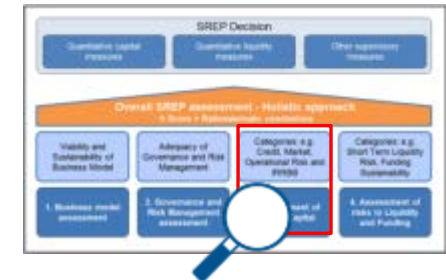 SREP Decision
Quantitative capital
measures
Quantitative liquidity
measures
Other supervisory
measures
Overall SREP assessment - Holistic approach
Viability and
Sustainability of
Business Model
Adequacy of
Governance and Risk
Management
Categories: e.g.
Credit, Market,
Operational Risk and
IRRBB
Categories: e.g.
Short Term Liquidity
Risk, Funding
Sustainability
1. Business model
assessment
2. Governance and
Risk Management
assessment
4. Assessment of
risks to Liquidity
and Funding